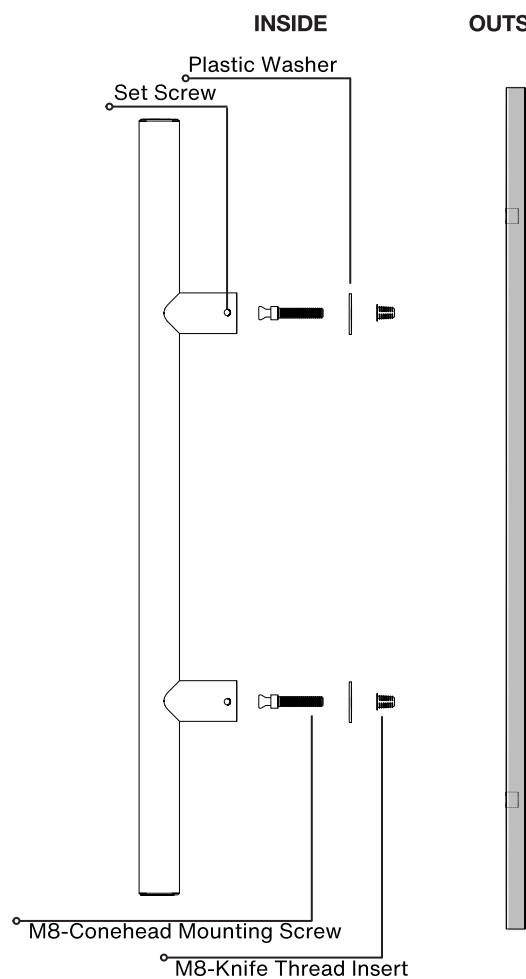 INSIDE OUTS
Plastic Washer
Set Screw
M8-Conehead Mounting Screw
M8-Knife Thread Insert